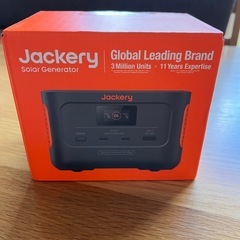 Jackery
Solar Generator
Global Leading Brand
3 Million Units · 11 Years Expertise
Jackery